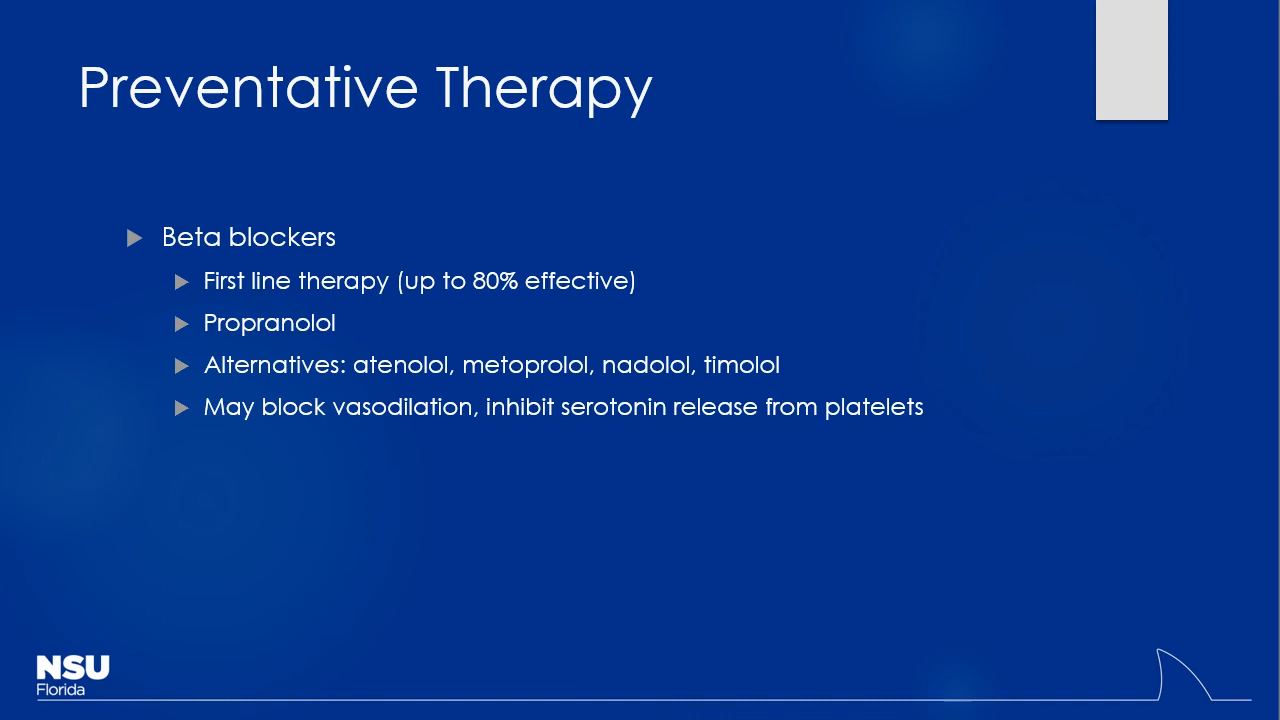 Preventative Therapy
Beta blockers
First line therapy (up to 80% effective)
Propranolol
Alternatives: atenolol, metoprolol, nadolol, timolol
May block vasodilation, inhibit serotonin release from platelets
NSU
Florida